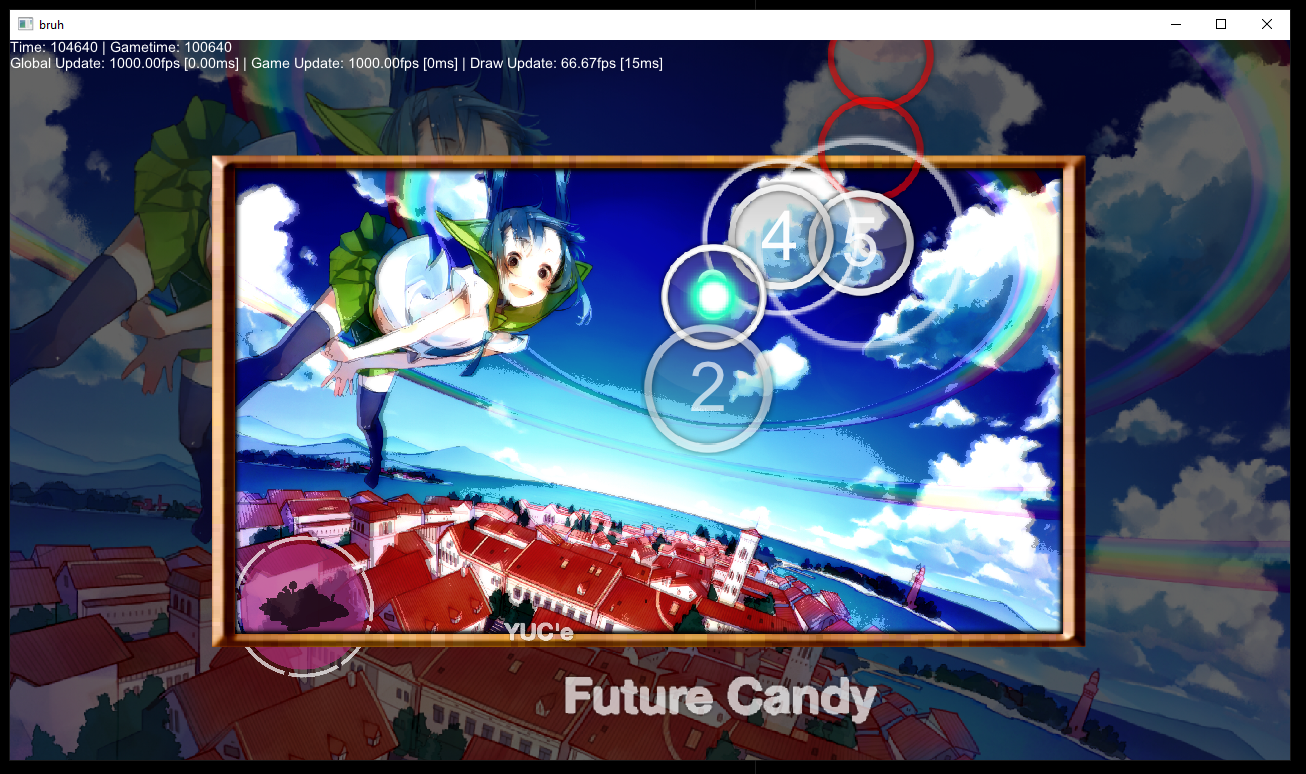 bruh
Time: 104640 | Gametime: 100640
Global Update: 1000.00fps [0.00ms] | Game Update: 1000.00fps [0ms] | Draw Update: 66.67fps [15ms]
4
5
2
YUC'e
Future Candy